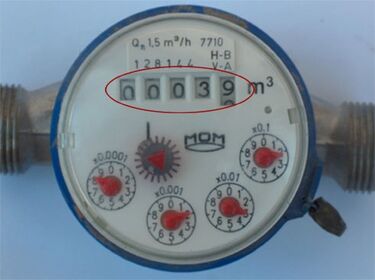 Qn 1,5 m³/h 7710
H-B
128144 V-A
00039 m³
MOM
x0.1
x0.0001
x0.01
x0.001